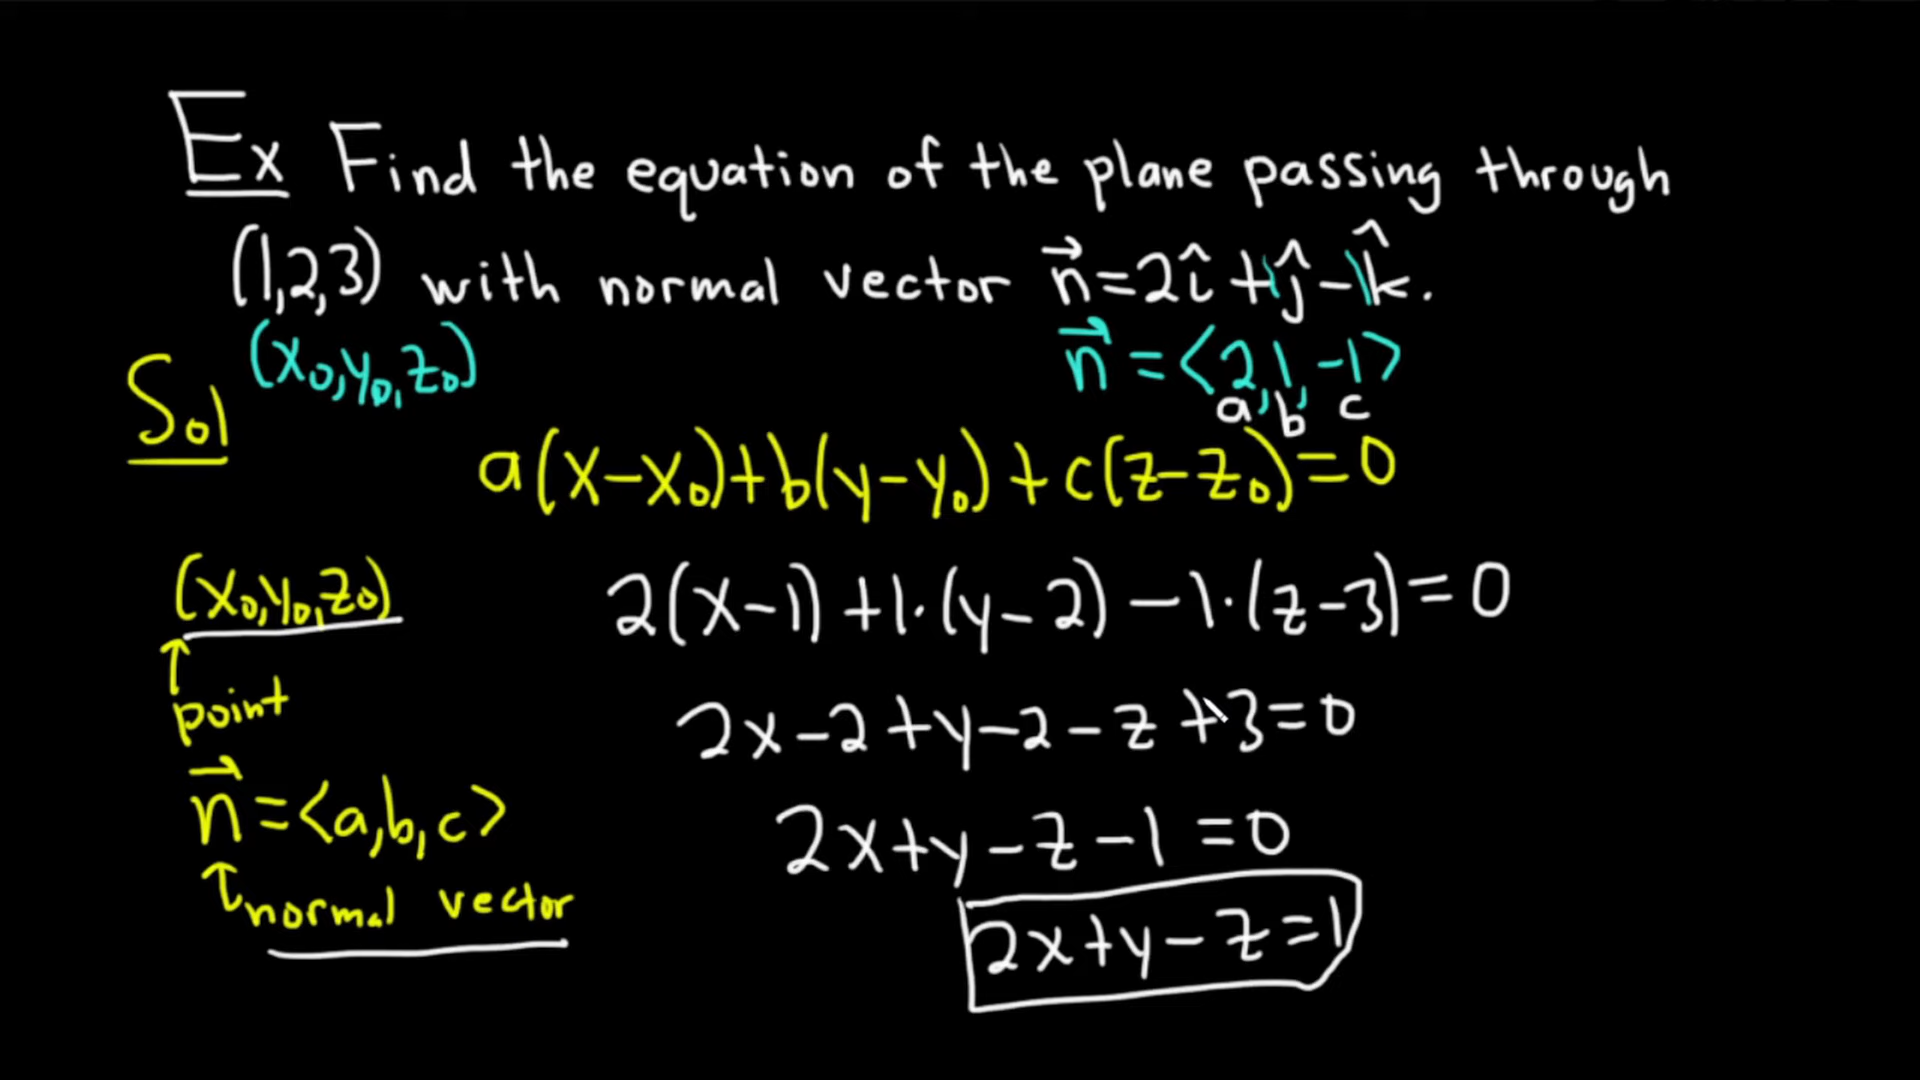 Ex Find the equation of the plane passing through
(1,2,3) with normal vector n⃗=2î+1ĵ-1k̂.
(x₀,y₀,z₀) n⃗ = <2,1,-1>
a b c
Sol
a(x-x₀)+b(y-y₀)+c(z-z₀)=0
(x₀,y₀,z₀)
↑
point
n⃗=<a,b,c>
↑
normal vector
2(x-1)+1·(y-2)-1·(z-3)=0
2x-2+y-2-z+3=0
2x+y-z-1=0
2x+y-z=1